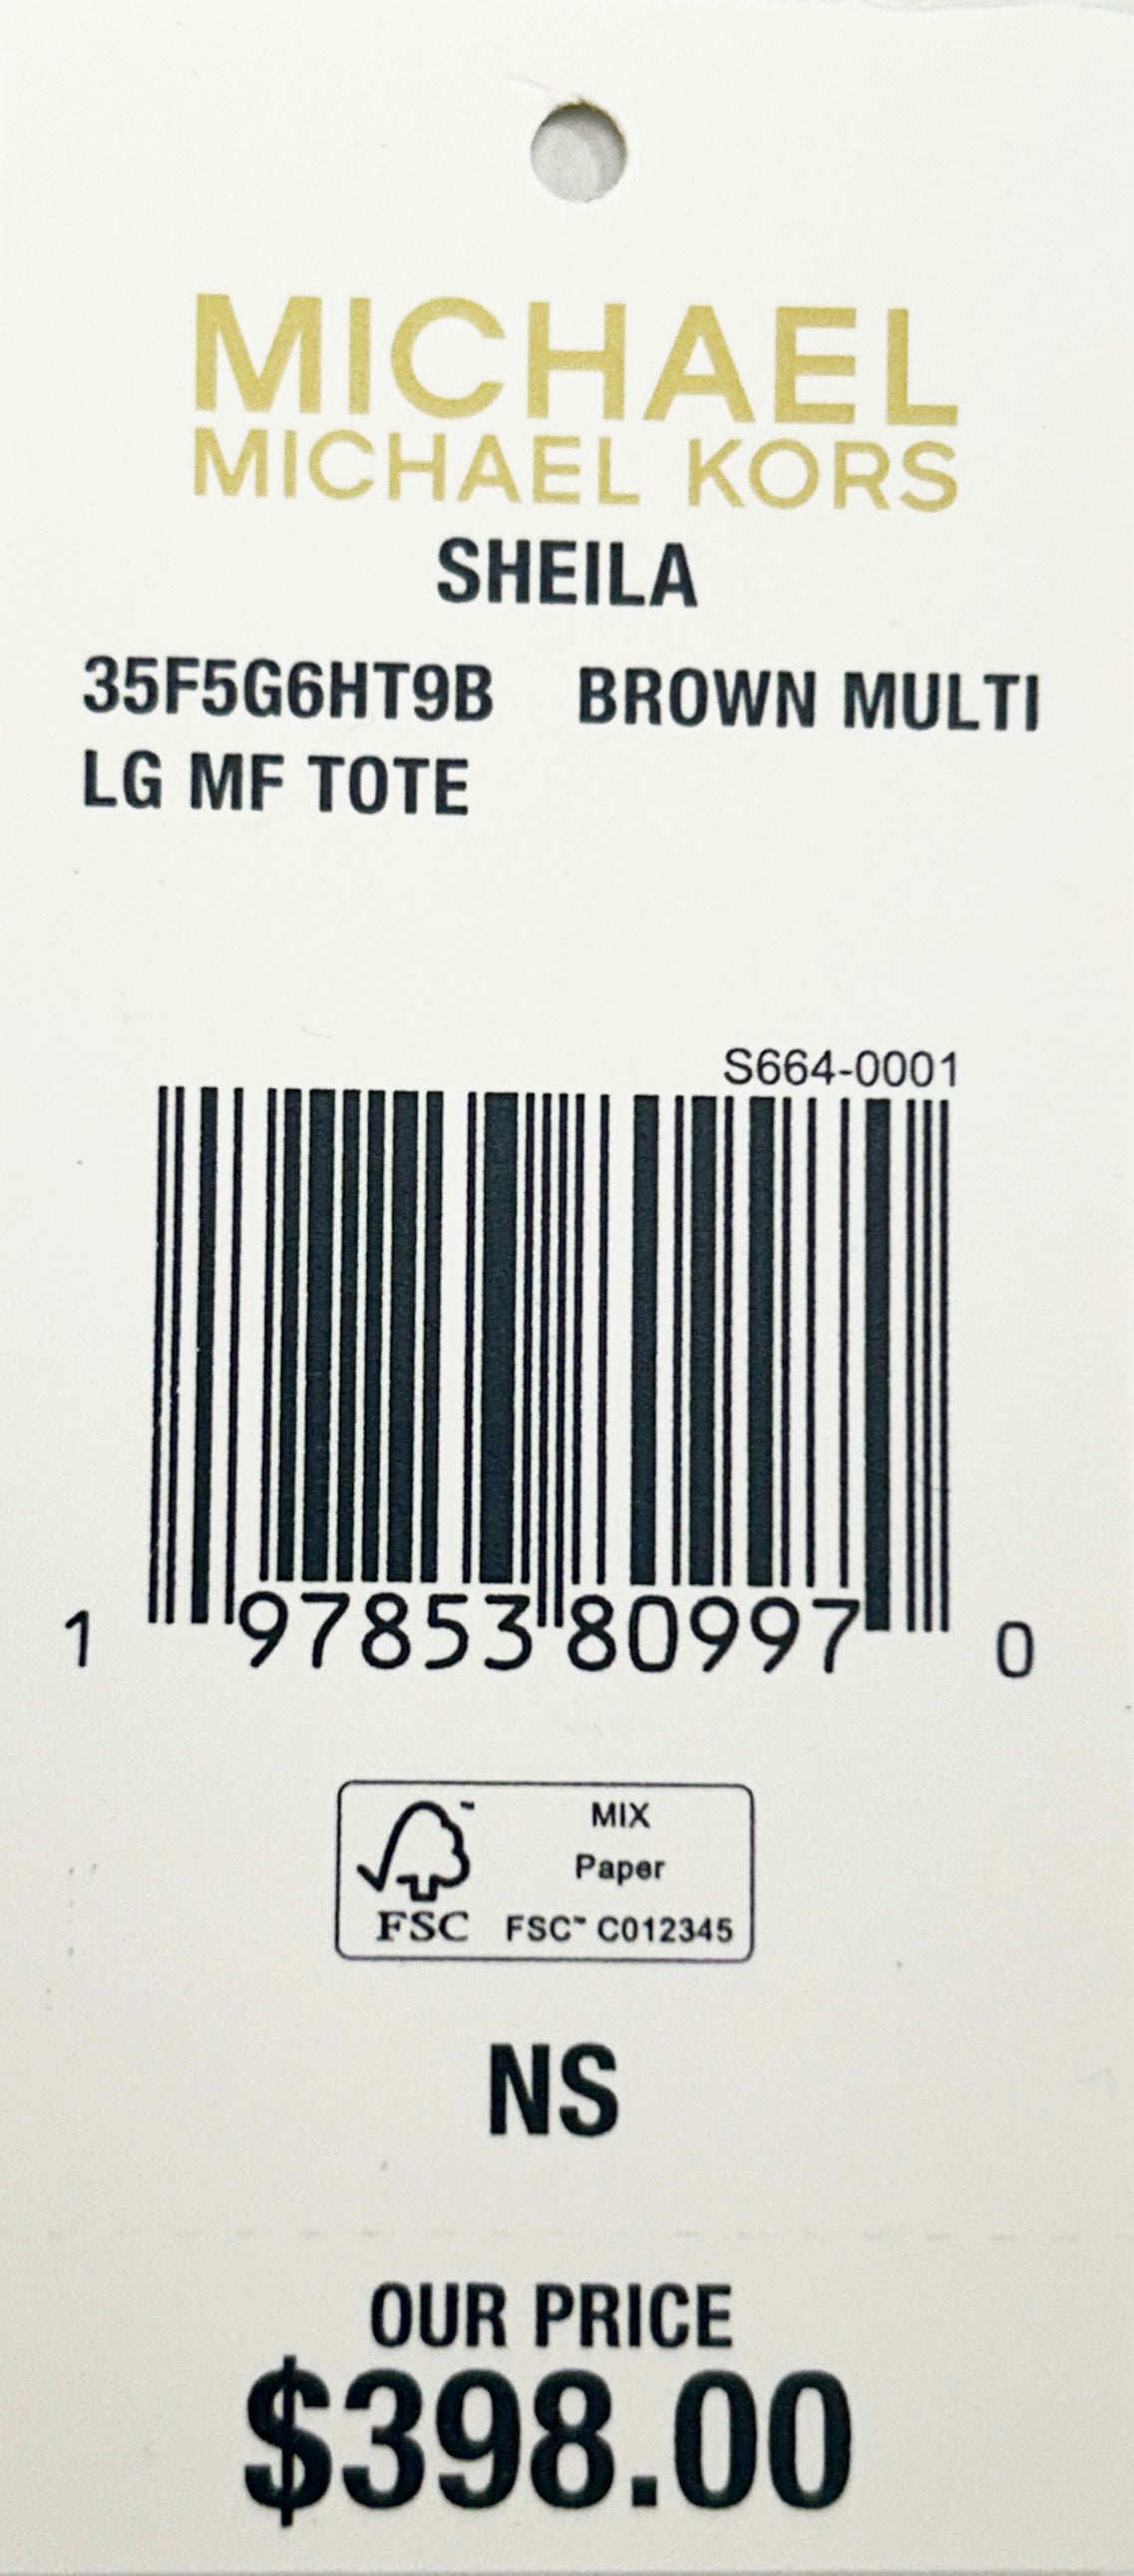 MICHAEL
MICHAEL KORS
SHEILA
35F5G6HT9B BROWN MULTI
LG MF TOTE
S664-0001
1 97853 80997 0
MIX
Paper
FSC FSC™ C012345
NS
OUR PRICE
$398.00